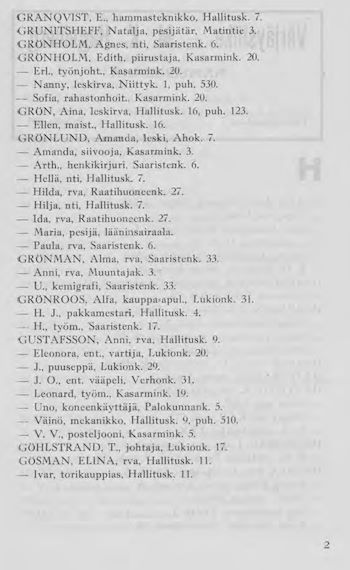 GRANQVIST, E., hammasteknikko, Hallitusk. 7.
GRUNITSHEFF, Natalja, pesijätär, Matintie 3.
GRÖNHOLM, Agnes, nti, Saaristenk. 6.
GRÖNHOLM, Edith, piirustaja, Kasarmink. 20.
— Erl., työnjoht., Kasarmink. 20.
— Nanny, leskirva, Niittyk. 1, puh. 530.
— Sofia, rahastonhoit., Kasarmink. 20.
GRÖN, Aina, leskirva, Hallitusk. 16, puh. 123.
— Ellen, maist., Hallitusk. 16.
GRÖNLUND, Amanda, leski, Ahok. 7.
— Amanda, siivooja, Kasarmink. 3.
— Arth., henkikirjuri, Saaristenk. 6.
— Hellä, nti, Hallitusk. 7.
— Hilda, rva, Raatihuoneenk. 27.
— Hilja, nti, Hallitusk. 7.
— Ida, rva, Raatihuoneenk. 27.
— Maria, pesijä, lääninsairaala.
— Paula, rva, Saaristenk. 6.
GRÖNMAN, Alma, rva, Saaristenk. 33.
— Anni, rva, Muuntajak. 3.
— U., kemigrafi, Saaristenk. 33.
GRÖNROOS, Alfa, kauppa-apul., Lukionk. 31.
— H. J., pakkamestari, Hallitusk. 4.
— H., työm., Saaristenk. 17.
GUSTAFSSON, Anni, rva, Hallitusk. 9.
— Eleonora, ent., vartija, Lukionk. 20.
— J., puuseppä, Lukionk. 29.
— J. O., ent. vääpeli, Verhonk. 31.
— Leonard, työm., Kasarmink. 19.
— Uno, koneenkäyttäjä, Palokunnank. 5.
— Väinö, mekanikko, Hallitusk. 9, puh. 510.
— V. V., posteljooni, Kasarmink. 5.
GÖHLSTRAND, T., johtaja, Lukionk. 17.
GÖSMAN, ELINA, rva, Hallitusk. 11.
— Ivar, torikauppias, Hallitusk. 11.
2